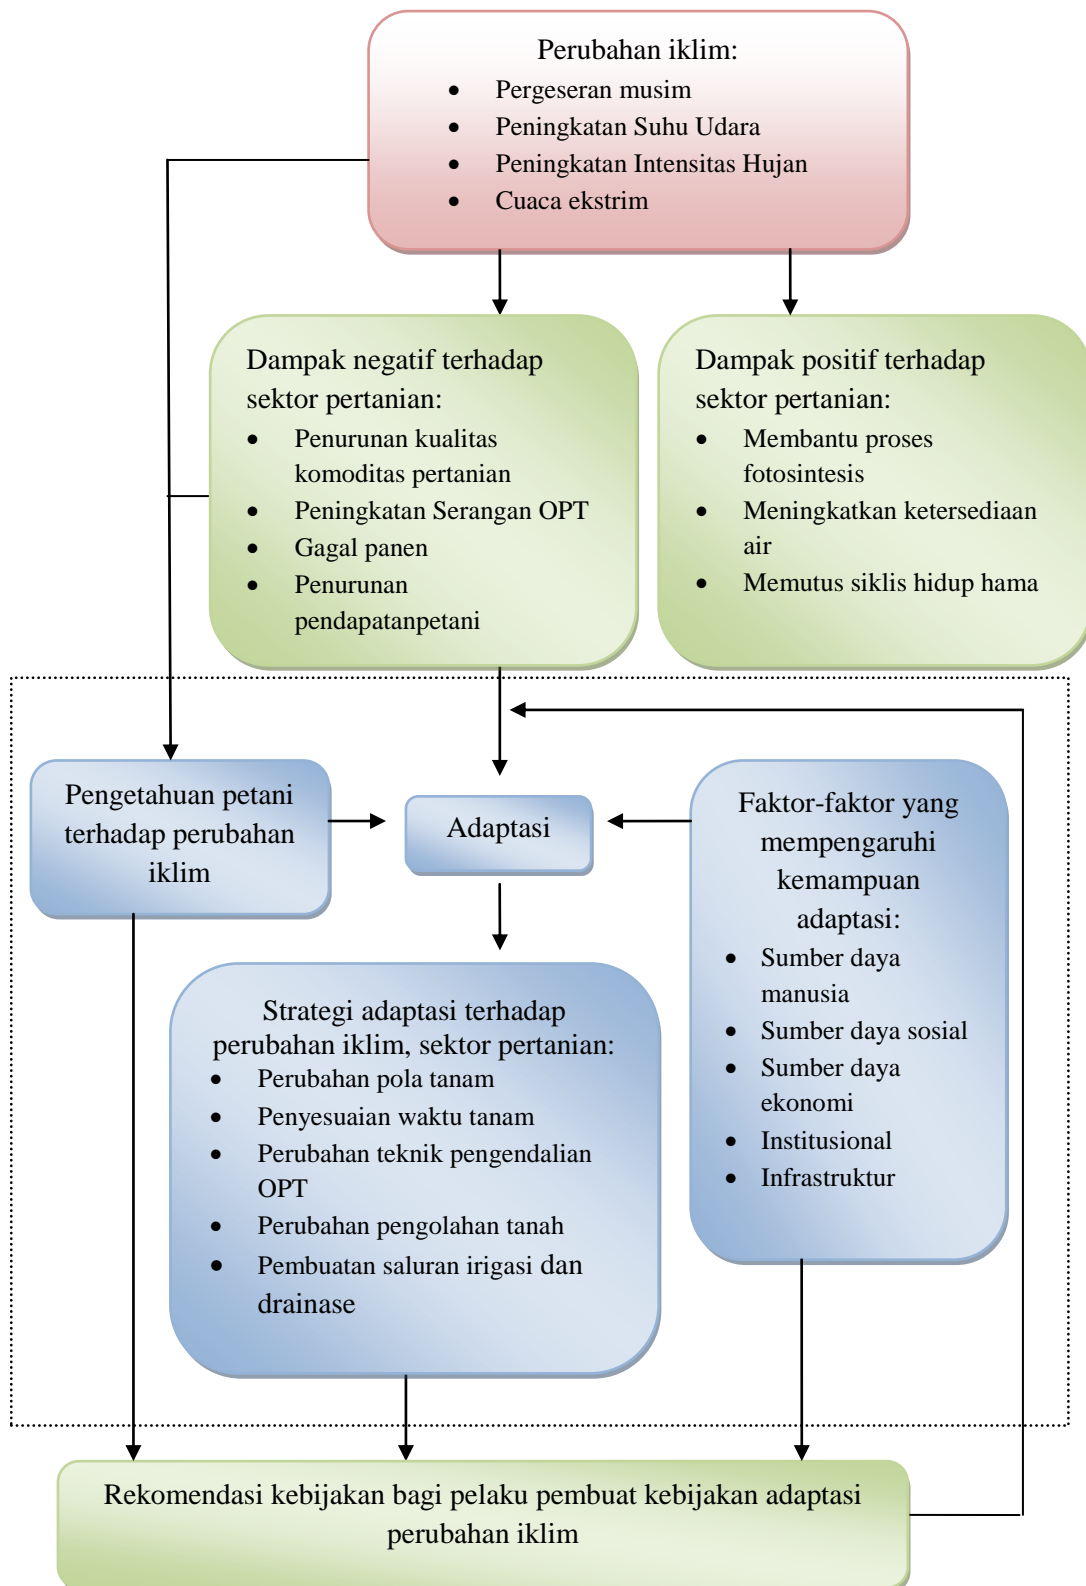 Perubahan iklim:
• Pergeseran musim
• Peningkatan Suhu Udara
• Peningkatan Intensitas Hujan
• Cuaca ekstrim
Dampak negatif terhadap
sektor pertanian:
• Penurunan kualitas
komoditas pertanian
• Peningkatan Serangan OPT
• Gagal panen
• Penurunan
pendapatanpetani
Dampak positif terhadap
sektor pertanian:
• Membantu proses
fotosintesis
• Meningkatkan ketersediaan
air
• Memutus siklis hidup hama
Pengetahuan petani
terhadap perubahan
iklim
Adaptasi
Faktor-faktor yang
mempengaruhi
kemampuan
adaptasi:
• Sumber daya
manusia
• Sumber daya sosial
• Sumber daya
ekonomi
• Institusional
• Infrastruktur
Strategi adaptasi terhadap
perubahan iklim, sektor pertanian:
• Perubahan pola tanam
• Penyesuaian waktu tanam
• Perubahan teknik pengendalian
OPT
• Perubahan pengolahan tanah
• Pembuatan saluran irigasi dan
drainase
Rekomendasi kebijakan bagi pelaku pembuat kebijakan adaptasi
perubahan iklim